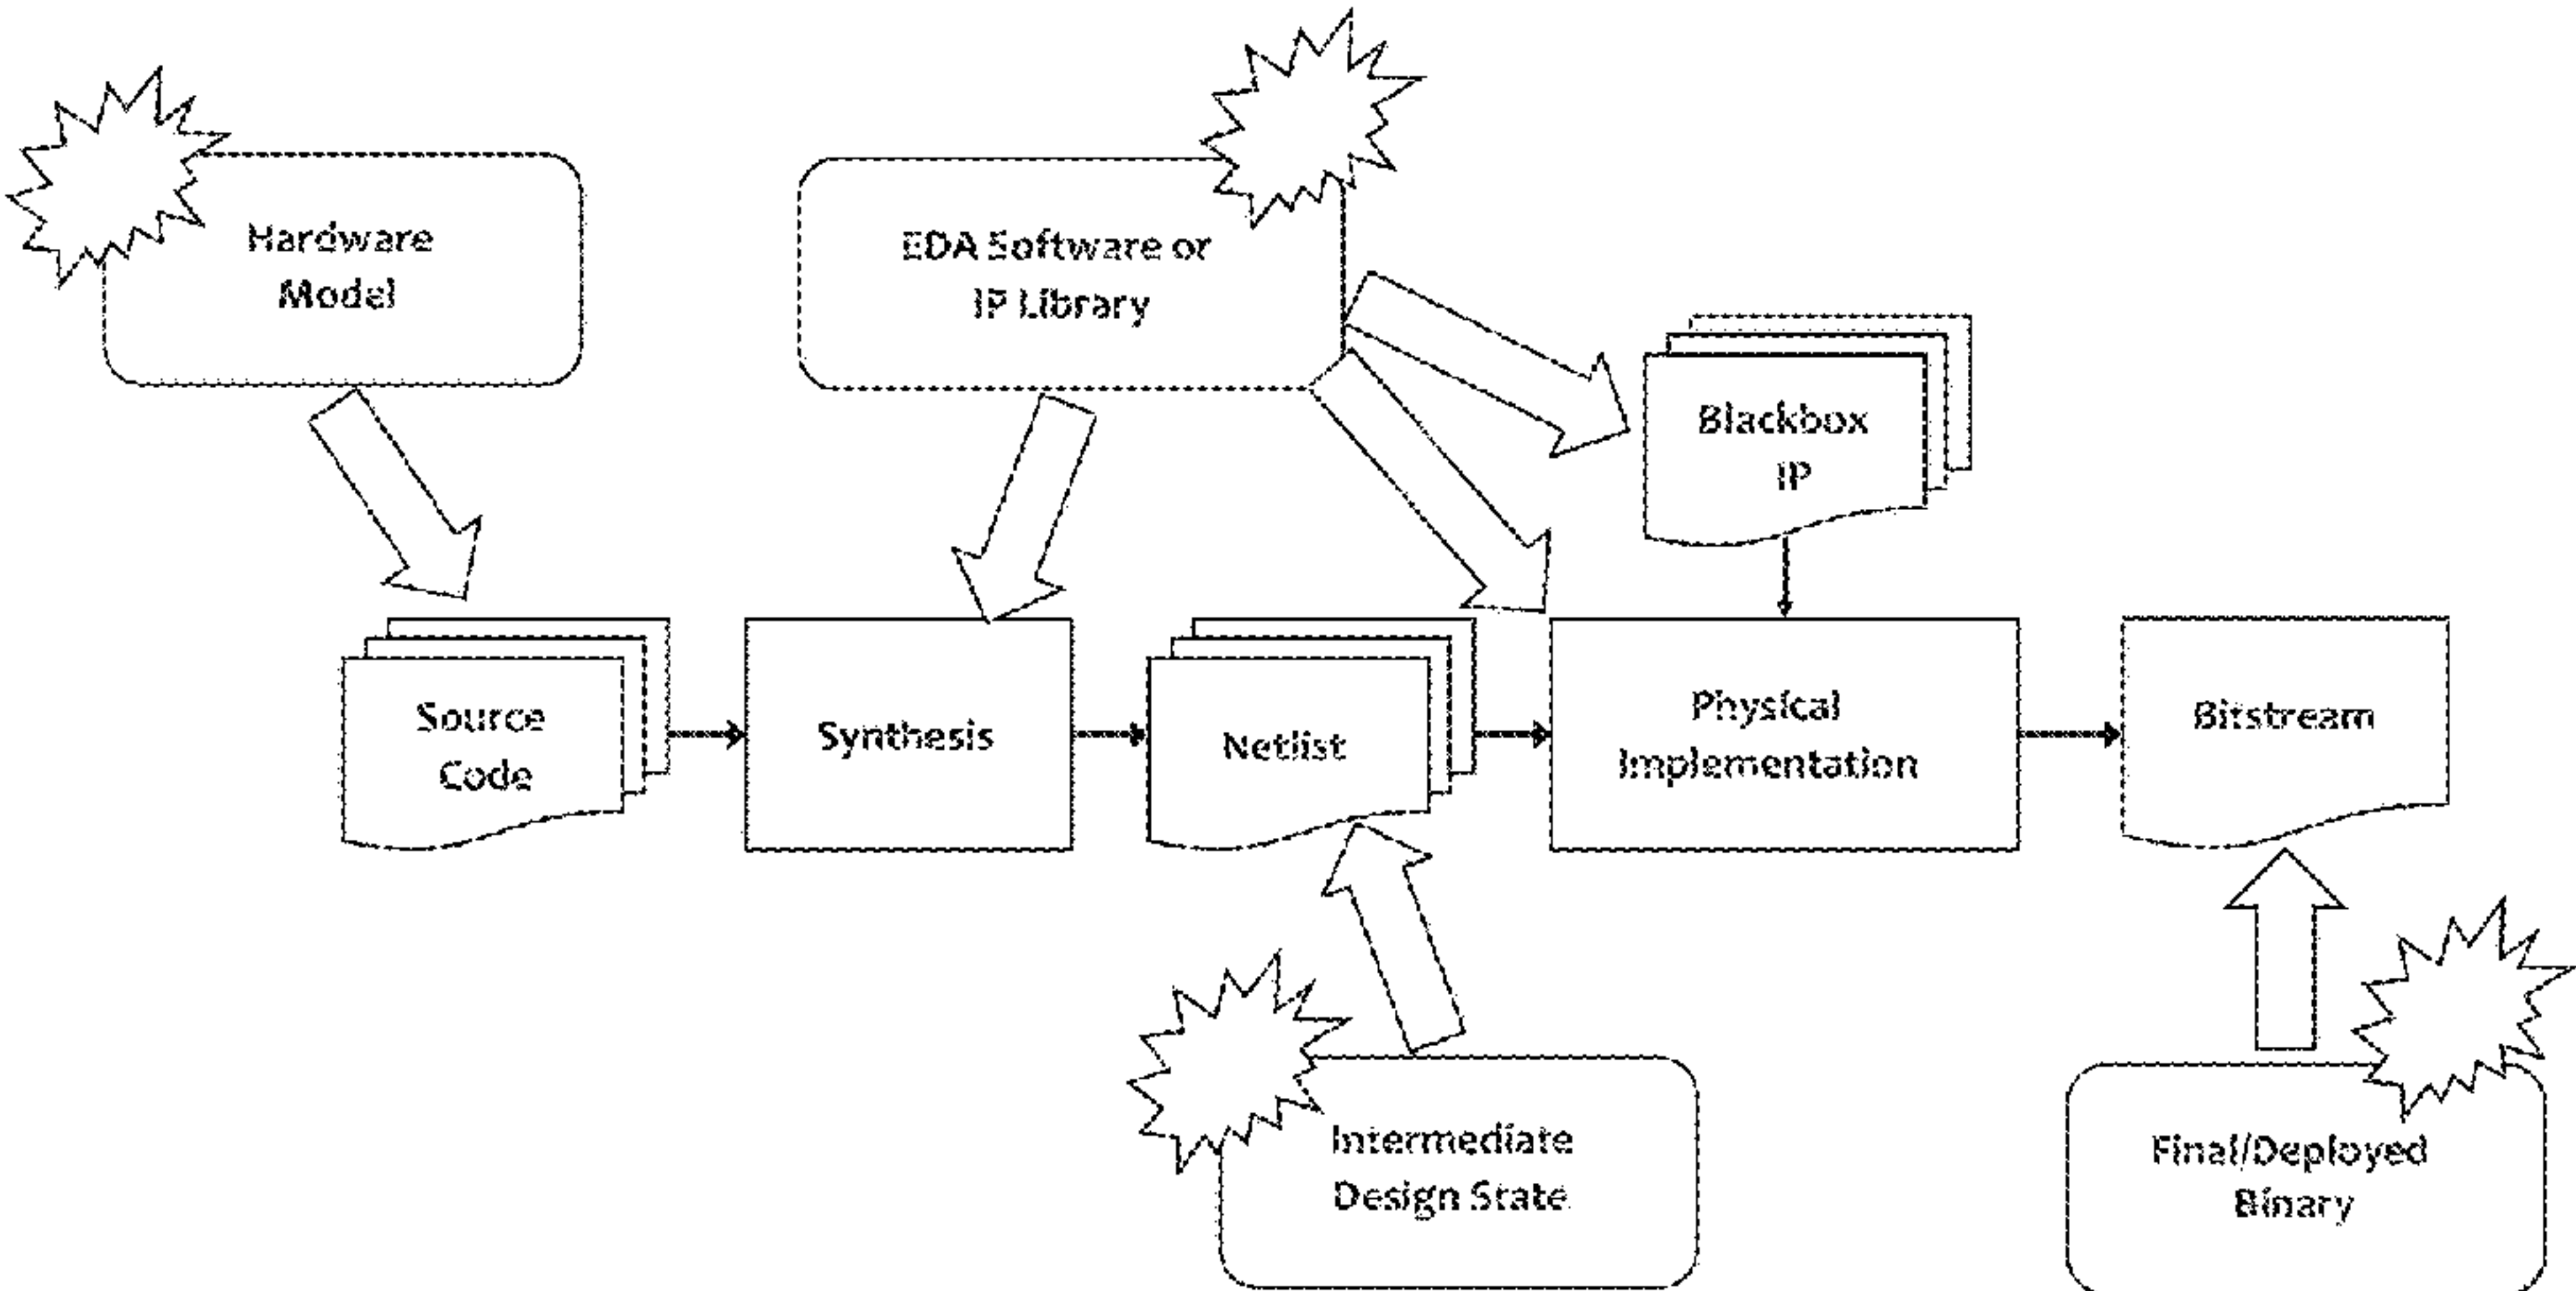 Hardware
Model
EDA Software or
IP Library
Blackbox
IP
Source
Code
Synthesis
Netlist
Physical
Implementation
Bitstream
Intermediate
Design State
Final/Deployed
Binary